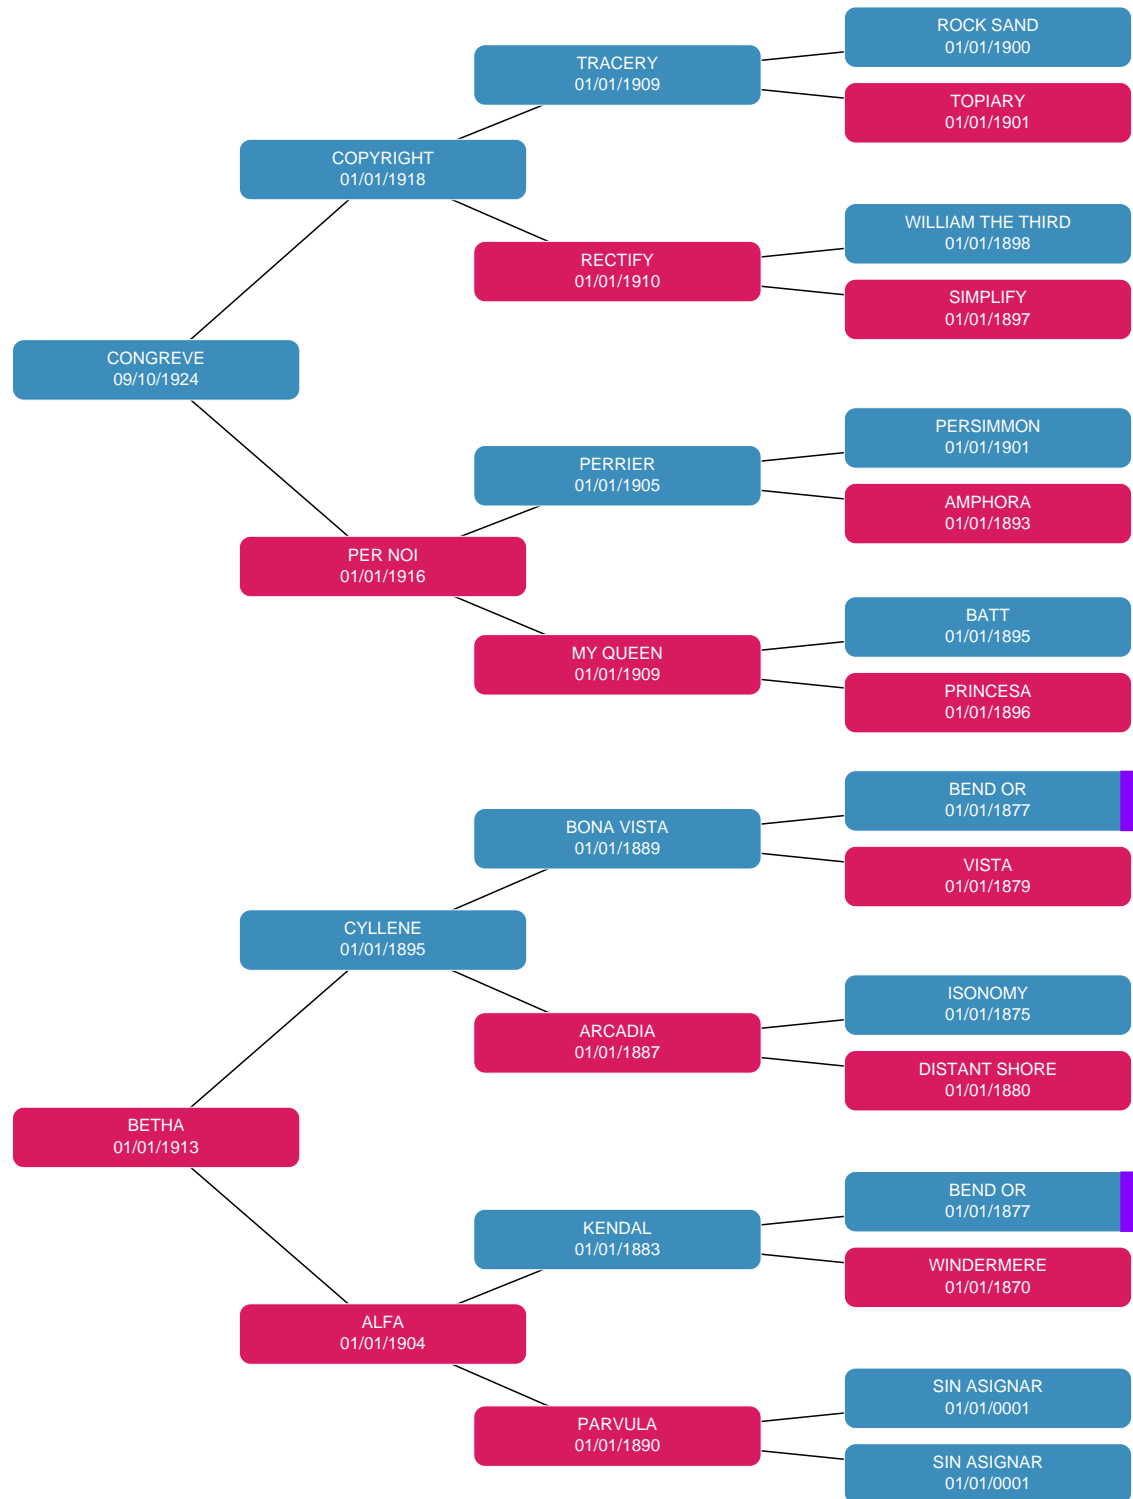 ROCK SAND
01/01/1900
TRACERY
01/01/1909
TOPIARY
01/01/1901
COPYRIGHT
01/01/1918
WILLIAM THE THIRD
01/01/1898
RECTIFY
01/01/1910
SIMPLIFY
01/01/1897
CONGREVE
09/10/1924
PERSIMMON
01/01/1901
PERRIER
01/01/1905
AMPHORA
01/01/1893
PER NOI
01/01/1916
BATT
01/01/1895
MY QUEEN
01/01/1909
PRINCESA
01/01/1896
BEND OR
01/01/1877
BONA VISTA
01/01/1889
VISTA
01/01/1879
CYLLENE
01/01/1895
ISONOMY
01/01/1875
ARCADIA
01/01/1887
DISTANT SHORE
01/01/1880
BETHA
01/01/1913
BEND OR
01/01/1877
KENDAL
01/01/1883
WINDERMERE
01/01/1870
ALFA
01/01/1904
SIN ASIGNAR
01/01/0001
PARVULA
01/01/1890
SIN ASIGNAR
01/01/0001